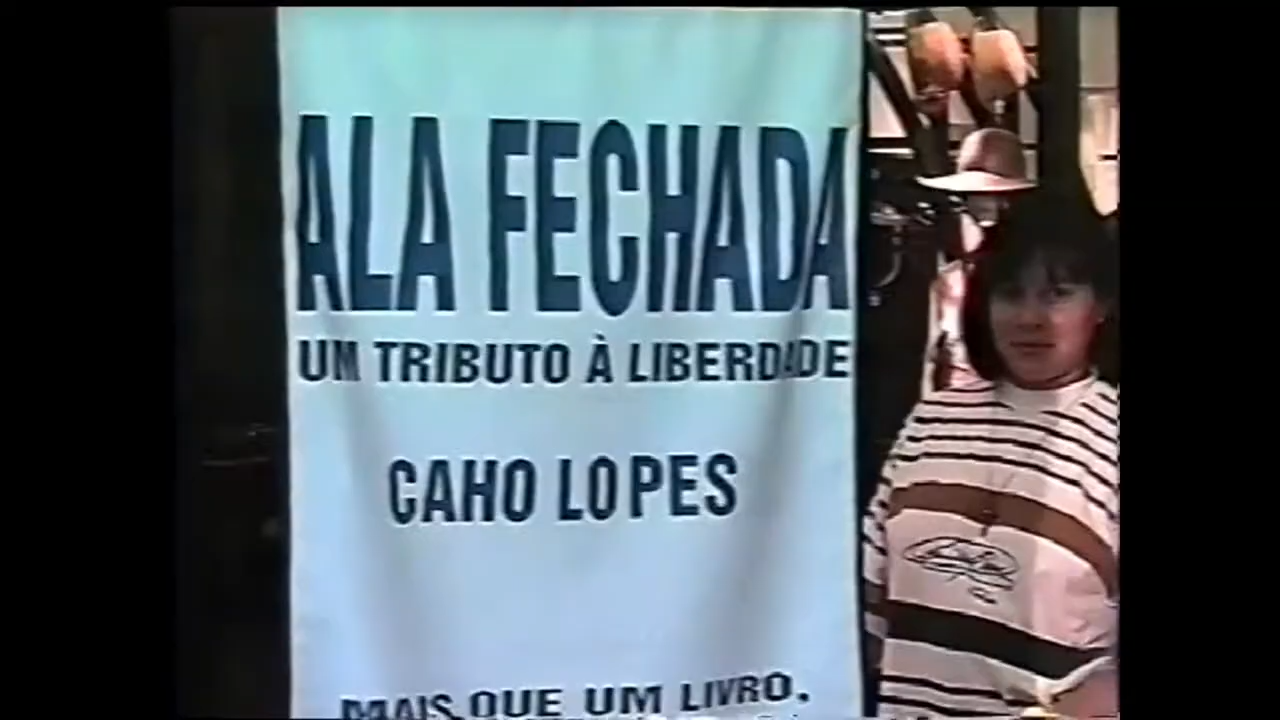 ALA FECHADA
UM TRIBUTO À LIBERDADE
CAHO LOPES
MAIS QUE UM LIVRO,